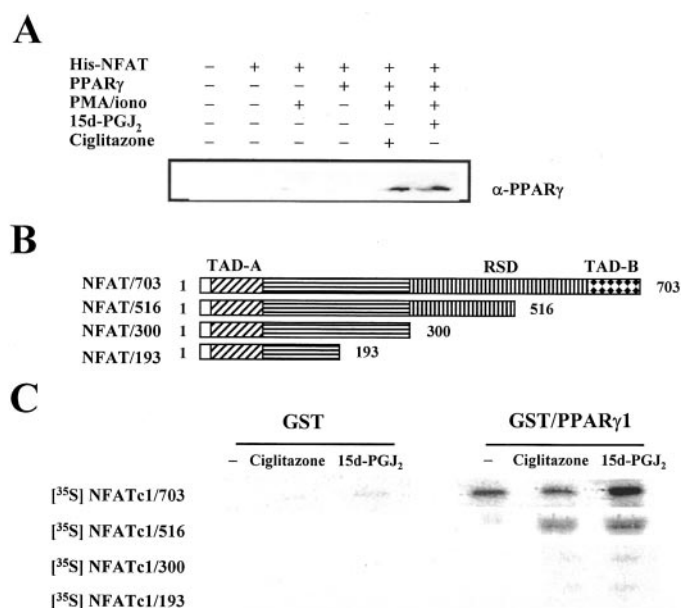 A
His-NFAT – + + + + +
PPARγ – – – + + +
PMA/iono – – + – + +
15d-PGJ2 – – – – – +
Ciglitazone – – – – + –
α-PPARγ
B
TAD-A RSD TAD-B
NFAT/703 1 703
NFAT/516 1 516
NFAT/300 1 300
NFAT/193 1 193
C
GST GST/PPARγ1
– Ciglitazone 15d-PGJ2 – Ciglitazone 15d-PGJ2
[35S] NFATc1/703
[35S] NFATc1/516
[35S] NFATc1/300
[35S] NFATc1/193